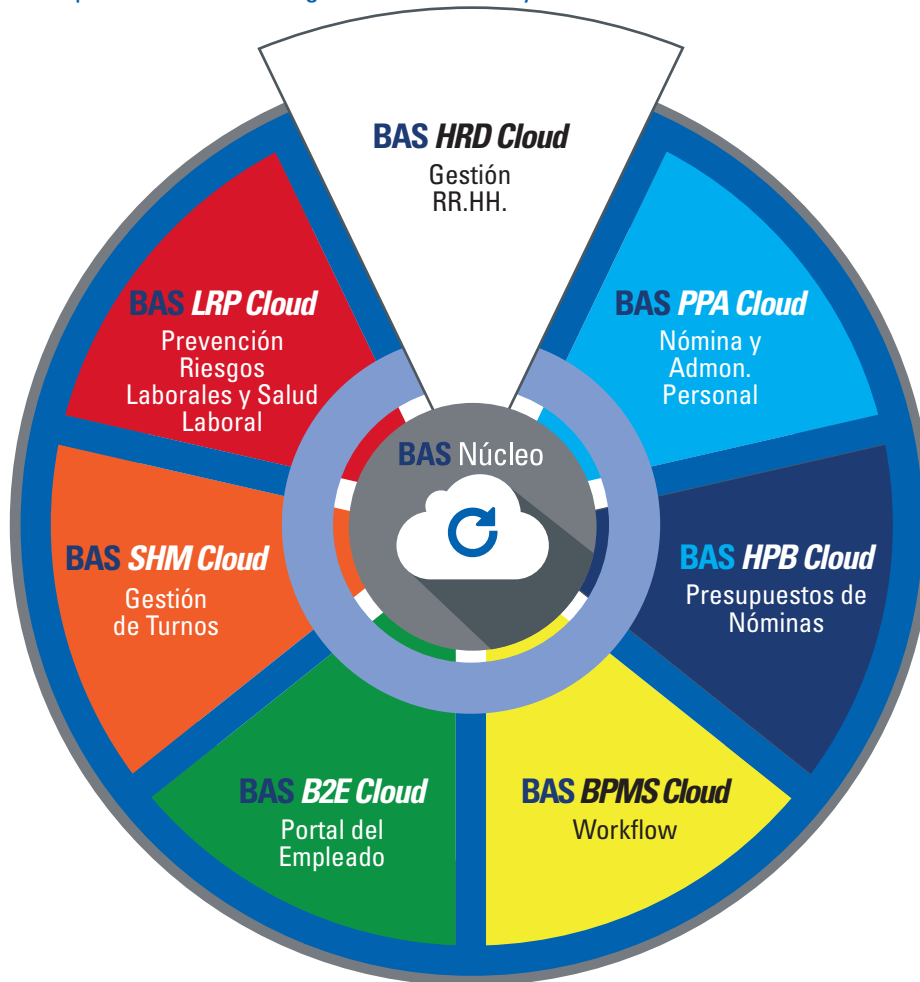 BAS HRD Cloud
Gestión
RR.HH.
BAS PPA Cloud
Nómina y
Admon.
Personal
BAS HPB Cloud
Presupuestos de
Nóminas
BAS BPMS Cloud
Workflow
BAS B2E Cloud
Portal del
Empleado
BAS SHM Cloud
Gestión
de Turnos
BAS LRP Cloud
Prevención
Riesgos
Laborales y Salud
Laboral
BAS Núcleo